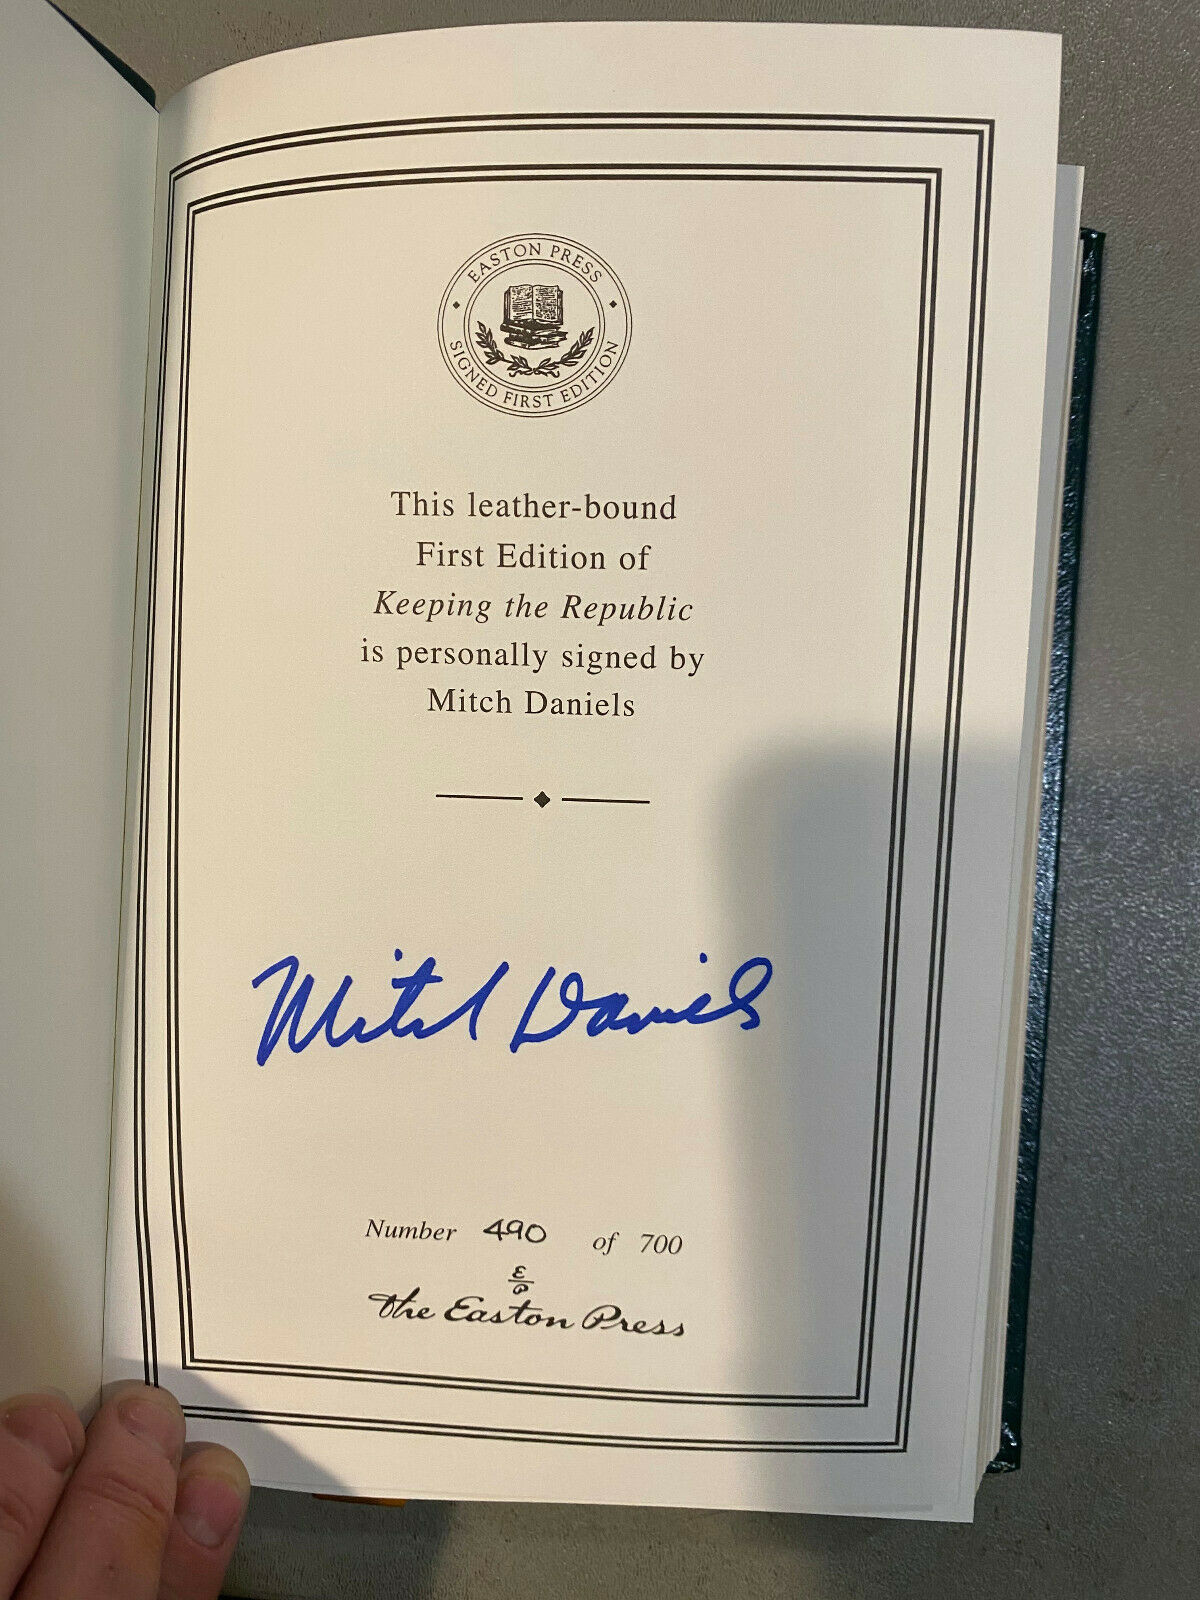 EASTON PRESS
SIGNED FIRST EDITION
This leather-bound
First Edition of
Keeping the Republic
is personally signed by
Mitch Daniels
Mitch Daniels
Number 490 of 700
E/P
The Easton Press